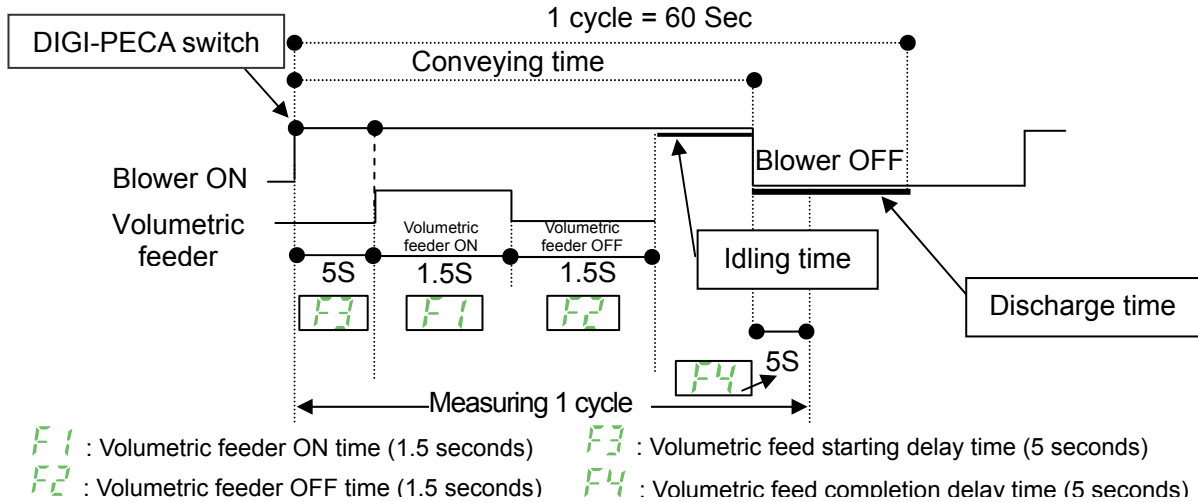 1 cycle = 60 Sec
DIGI-PECA switch
Conveying time
Blower ON
Blower OFF
Volumetric
feeder
Volumetric
feeder ON
Volumetric
feeder OFF
Idling time
5S
1.5S
1.5S
Discharge time
F3
F1
F2
5S
F4
Measuring 1 cycle
F1 : Volumetric feeder ON time (1.5 seconds)
F3 : Volumetric feed starting delay time (5 seconds)
F2 : Volumetric feeder OFF time (1.5 seconds)
F4 : Volumetric feed completion delay time (5 seconds)